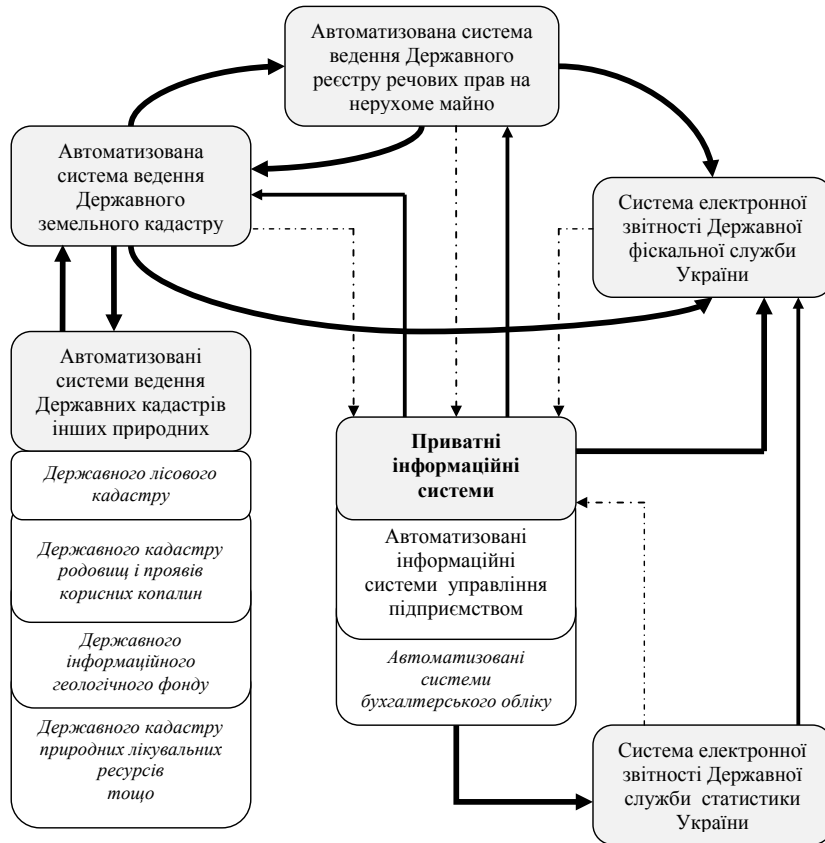 Автоматизована система
ведення Державного
реєстру речових прав на
нерухоме майно
Автоматизована
система ведення
Державного
земельного кадастру
Система електронної
звітності Державної
фіскальної служби
України
Автоматизовані
системи ведення
Державних кадастрів
інших природних
Державного лісового
кадастру
Державного кадастру
родовищ і проявів
корисних копалин
Державного
інформаційного
геологічного фонду
Державного кадастру
природних лікувальних
ресурсів
тощо
Приватні
інформаційні
системи
Автоматизовані
інформаційні
системи управління
підприємством
Автоматизовані
системи
бухгалтерського обліку
Система електронної
звітності Державної
служби статистики
України